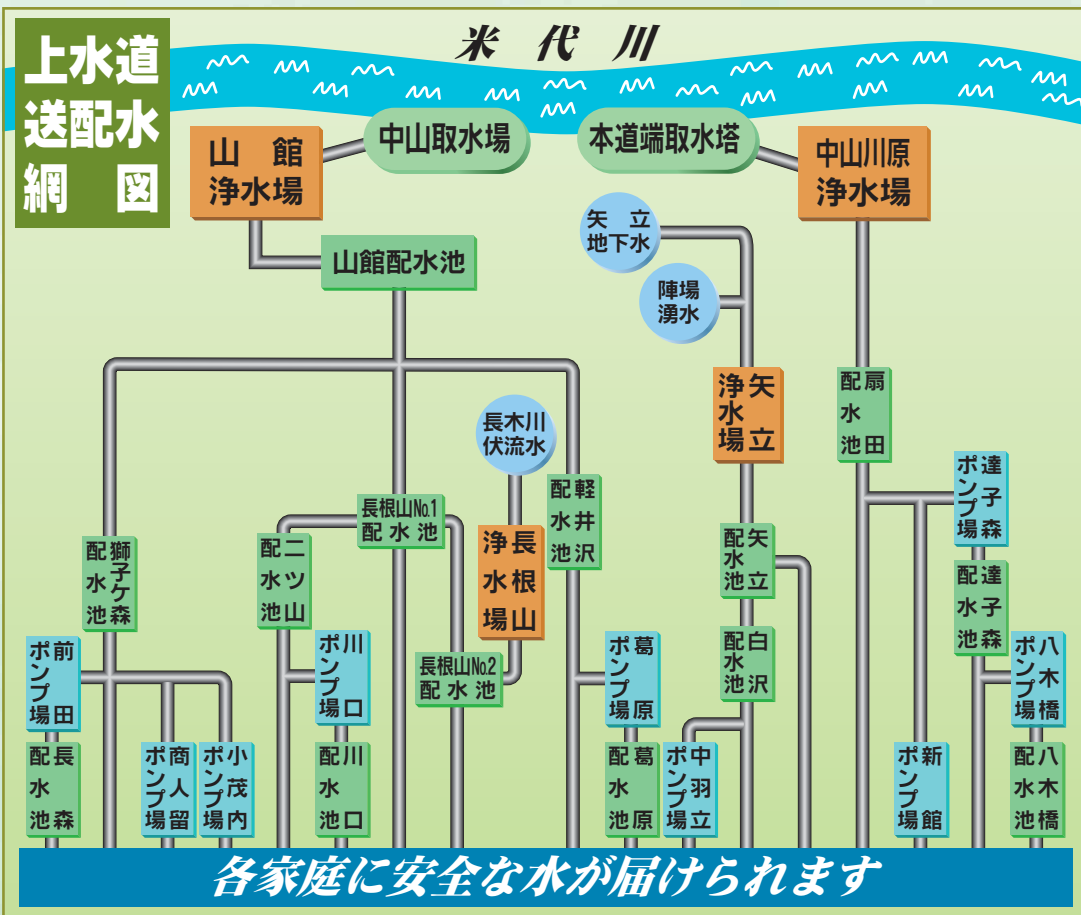 上水道
送配水
網図
米代川
中山取水場
本道端取水塔
山館
浄水場
中山川原
浄水場
矢立
地下水
山館配水池
陣場
湧水
矢立
浄水場
扇田
配水池
長木川
伏流水
達子森
ポンプ場
軽井沢
配水池
長根山No.1
配水池
長根山
浄水場
矢立
配水池
獅子ケ森
配水池
二ツ山
配水池
達子森
配水池
白沢
配水池
川口
ポンプ場
葛原
ポンプ場
八木橋
ポンプ場
前田
ポンプ場
長根山No.2
配水池
長森
配水池
商人留
ポンプ場
小茂内
ポンプ場
川口
配水池
葛原
配水池
中羽立
ポンプ場
新館
ポンプ場
八木橋
配水池
各家庭に安全な水が届けられます